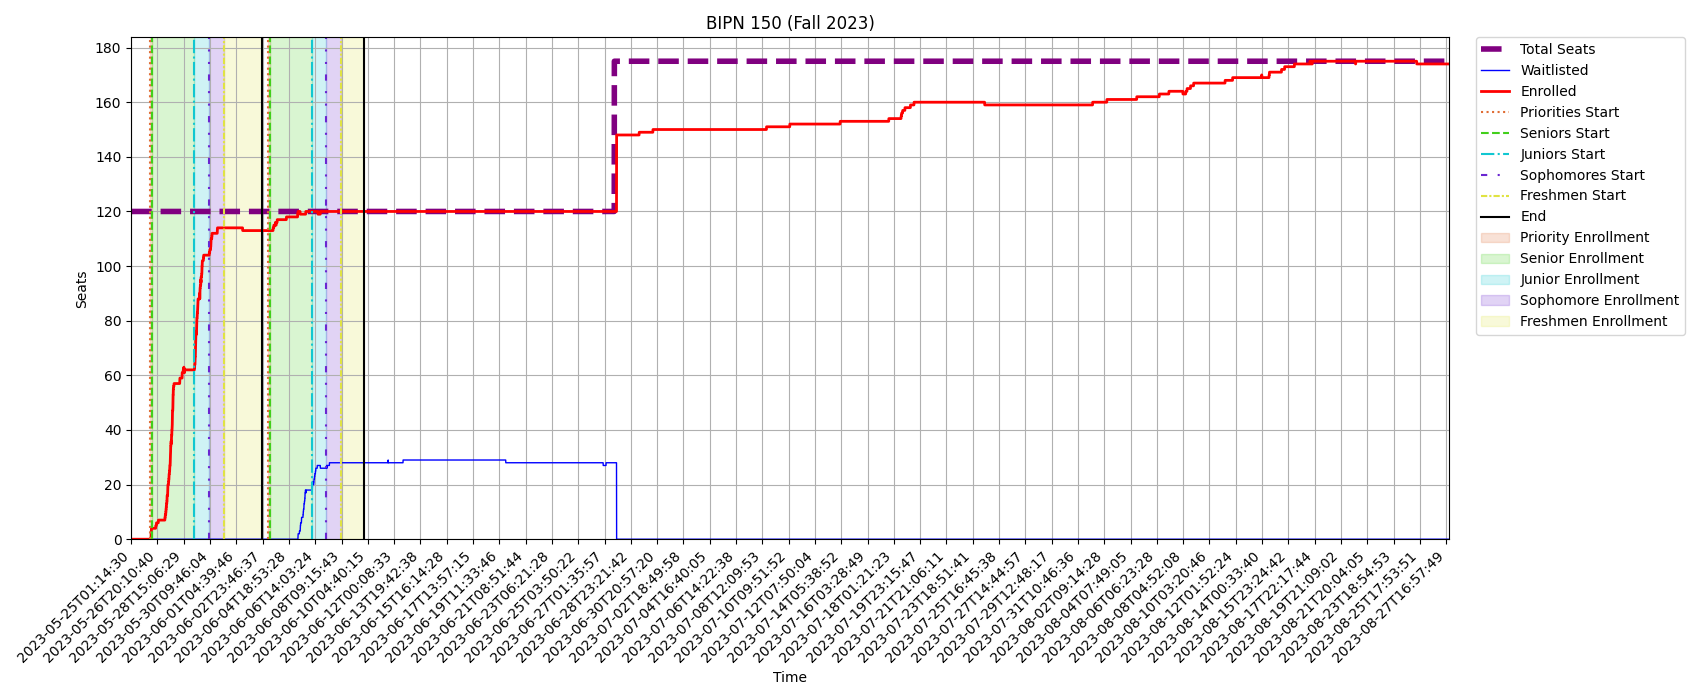 BIPN 150 (Fall 2023)
Seats
180
160
140
120
100
80
60
40
20
0
2023-05-25T01:14:30
2023-05-26T20:10:40
2023-05-28T15:06:29
2023-05-30T09:46:04
2023-06-01T04:39:46
2023-06-02T23:46:37
2023-06-04T18:53:28
2023-06-06T14:03:24
2023-06-08T09:15:43
2023-06-10T04:40:15
2023-06-12T00:08:33
2023-06-13T19:42:38
2023-06-15T16:14:28
2023-06-17T13:57:15
2023-06-19T11:33:46
2023-06-21T08:51:44
2023-06-23T06:21:28
2023-06-25T03:50:22
2023-06-27T01:35:57
2023-06-28T23:21:42
2023-06-30T20:57:20
2023-07-02T18:49:58
2023-07-04T16:40:05
2023-07-06T14:22:38
2023-07-08T12:09:53
2023-07-10T09:51:52
2023-07-12T07:50:04
2023-07-14T05:38:52
2023-07-16T03:28:49
2023-07-18T01:21:23
2023-07-19T23:15:47
2023-07-21T21:06:11
2023-07-23T18:51:41
2023-07-25T16:45:38
2023-07-27T14:44:57
2023-07-29T12:48:17
2023-07-31T10:46:36
2023-08-02T09:14:28
2023-08-04T07:49:05
2023-08-06T06:23:28
2023-08-08T04:52:08
2023-08-10T03:20:46
2023-08-12T01:52:24
2023-08-14T00:33:40
2023-08-15T23:24:42
2023-08-17T22:17:44
2023-08-19T21:09:02
2023-08-21T20:04:05
2023-08-23T18:54:53
2023-08-25T17:53:51
2023-08-27T16:57:49
Time
Total Seats
Waitlisted
Enrolled
Priorities Start
Seniors Start
Juniors Start
Sophomores Start
Freshmen Start
End
Priority Enrollment
Senior Enrollment
Junior Enrollment
Sophomore Enrollment
Freshmen Enrollment